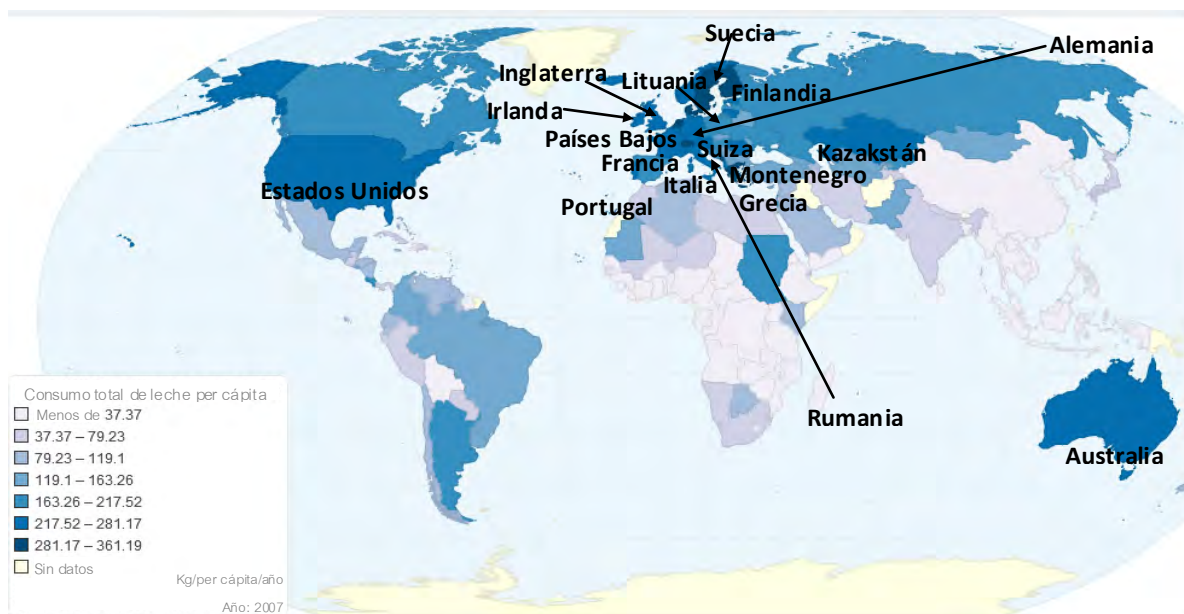 Suecia
Alemania
Inglaterra
Lituania
Finlandia
Irlanda
Países Bajos
Suiza
Kazakstán
Francia
Montenegro
Italia
Estados Unidos
Grecia
Portugal
Rumania
Australia
Consumo total de leche per cápita
Menos de 37.37
37.37 – 79.23
79.23 – 119.1
119.1 – 163.26
163.26 – 217.52
217.52 – 281.17
281.17 – 361.19
Sin datos
Kg/per cápita/año
Año: 2007